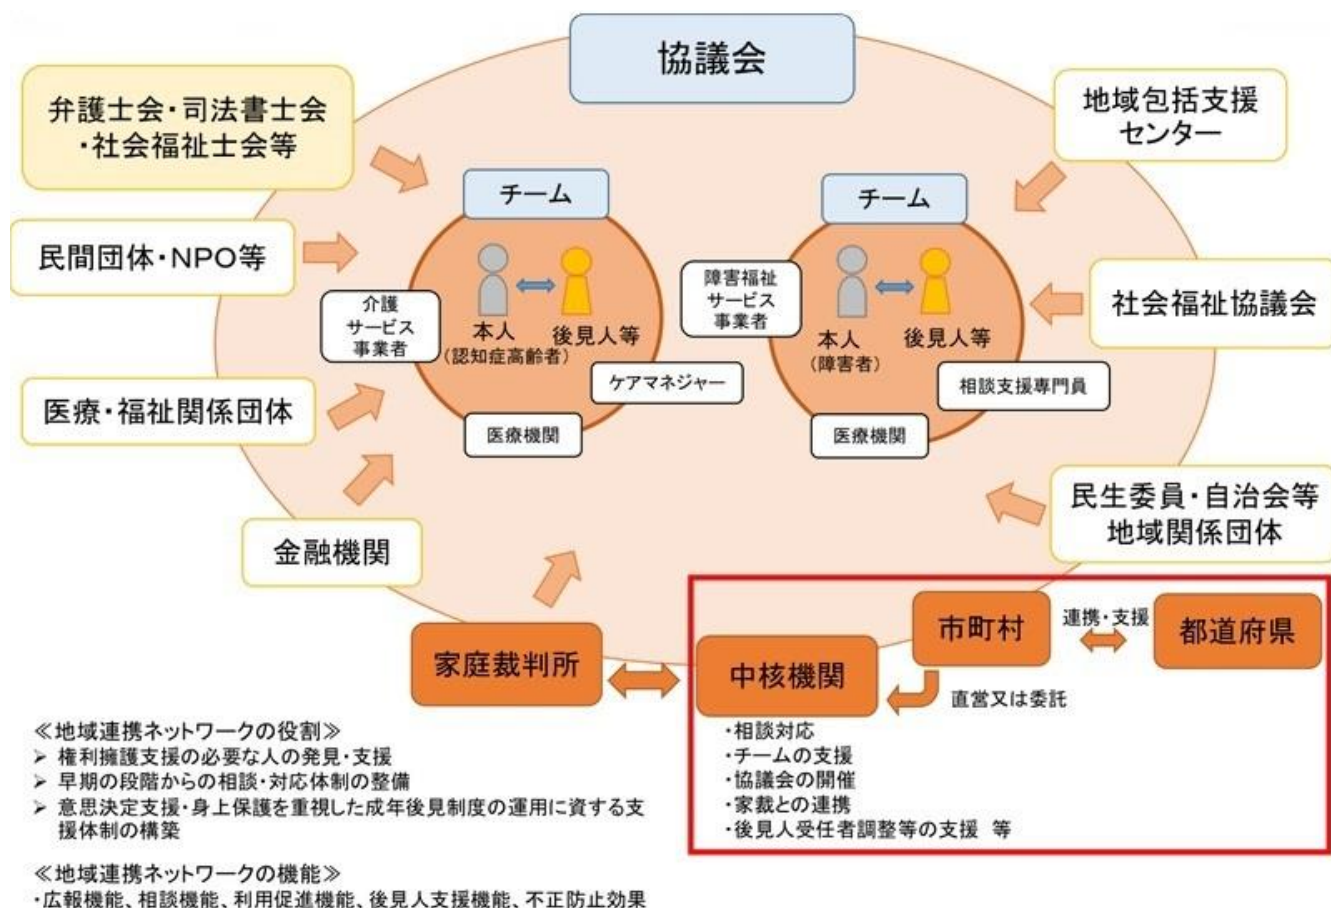 協議会
弁護士会・司法書士会
・社会福祉士会等
地域包括支援
センター
チーム
チーム
民間団体・NPO等
介護
サービス
事業者
本人
(認知症高齢者)
後見人等
障害福祉
サービス
事業者
本人
(障害者)
後見人等
社会福祉協議会
ケアマネジャー
相談支援専門員
医療・福祉関係団体
医療機関
医療機関
金融機関
民生委員・自治会等
地域関係団体
家庭裁判所
中核機関
市町村
連携・支援
都道府県
直営又は委託
・相談対応
・チームの支援
・協議会の開催
・家裁との連携
・後見人受任者調整等の支援 等
≪地域連携ネットワークの役割≫
➢ 権利擁護支援の必要な人の発見・支援
➢ 早期の段階からの相談・対応体制の整備
➢ 意思決定支援・身上保護を重視した成年後見制度の運用に資する支
援体制の構築
≪地域連携ネットワークの機能≫
・広報機能、相談機能、利用促進機能、後見人支援機能、不正防止効果